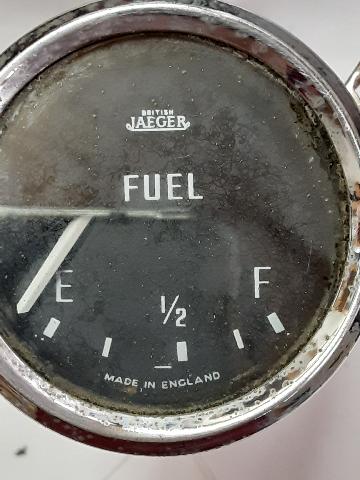 BRITISH
JAEGER
FUEL
E 1/2 F
MADE IN ENGLAND